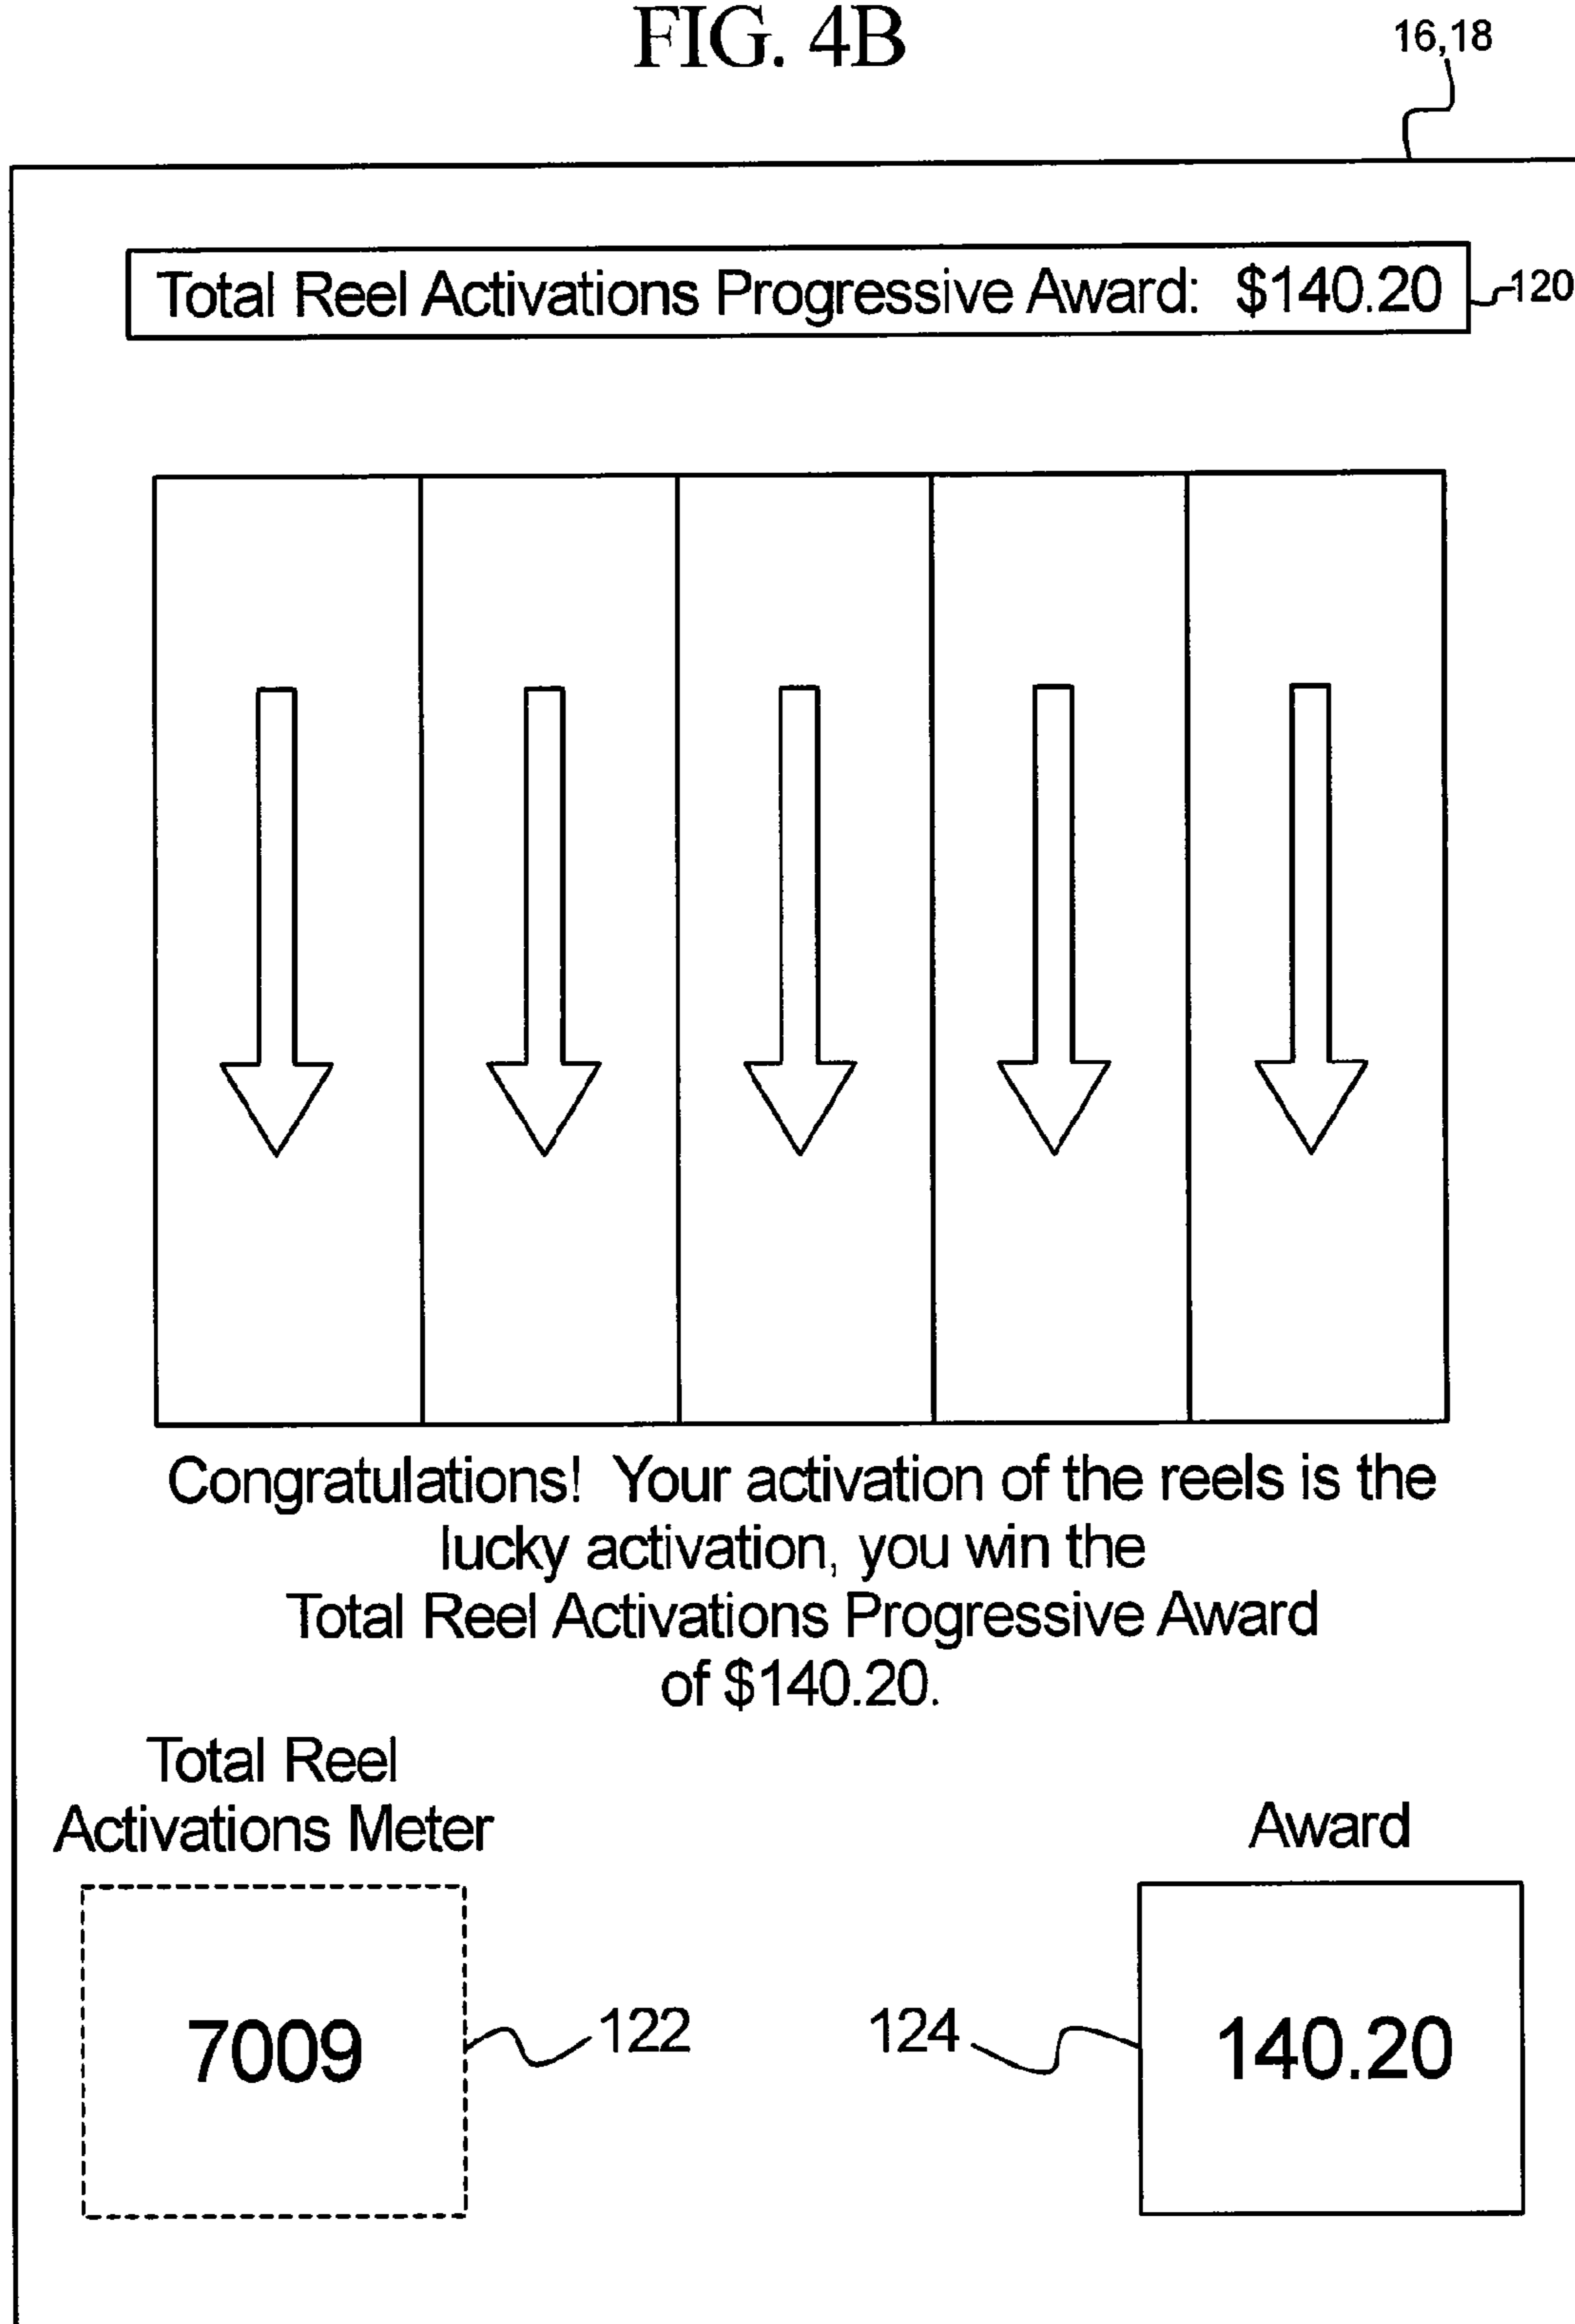 FIG. 4B
16,18
Total Reel Activations Progressive Award: $140.20
120
Congratulations! Your activation of the reels is the
lucky activation, you win the
Total Reel Activations Progressive Award
of $140.20.
Total Reel
Activations Meter
Award
7009
122
124
140.20